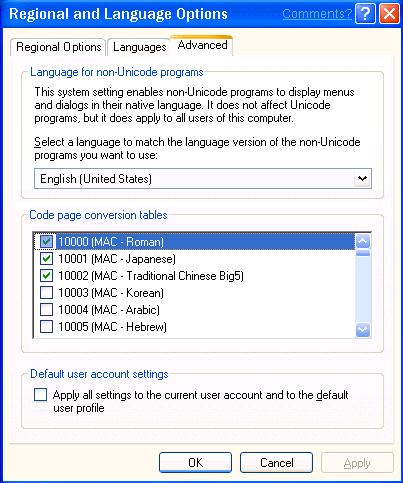 Regional and Language Options
Comments?
Regional Options
Languages
Advanced
Language for non-Unicode programs
This system setting enables non-Unicode programs to display menus
and dialogs in their native language. It does not affect Unicode
programs, but it does apply to all users of this computer.
Select a language to match the language version of the non-Unicode
programs you want to use:
English (United States)
Code page conversion tables
10000 (MAC - Roman)
10001 (MAC - Japanese)
10002 (MAC - Traditional Chinese Big5)
10003 (MAC - Korean)
10004 (MAC - Arabic)
10005 (MAC - Hebrew)
Default user account settings
Apply all settings to the current user account and to the default
user profile
OK
Cancel
Apply